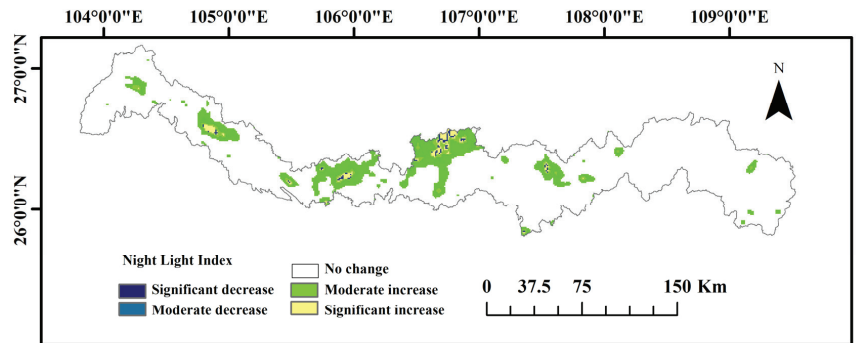 104°0'0"E 105°0'0"E 106°0'0"E 107°0'0"E 108°0'0"E 109°0'0"E
27°0'0"N
26°0'0"N
N
Night Light Index
No change
Significant decrease
Moderate increase
Moderate decrease
Significant increase
0 37.5 75 150 Km